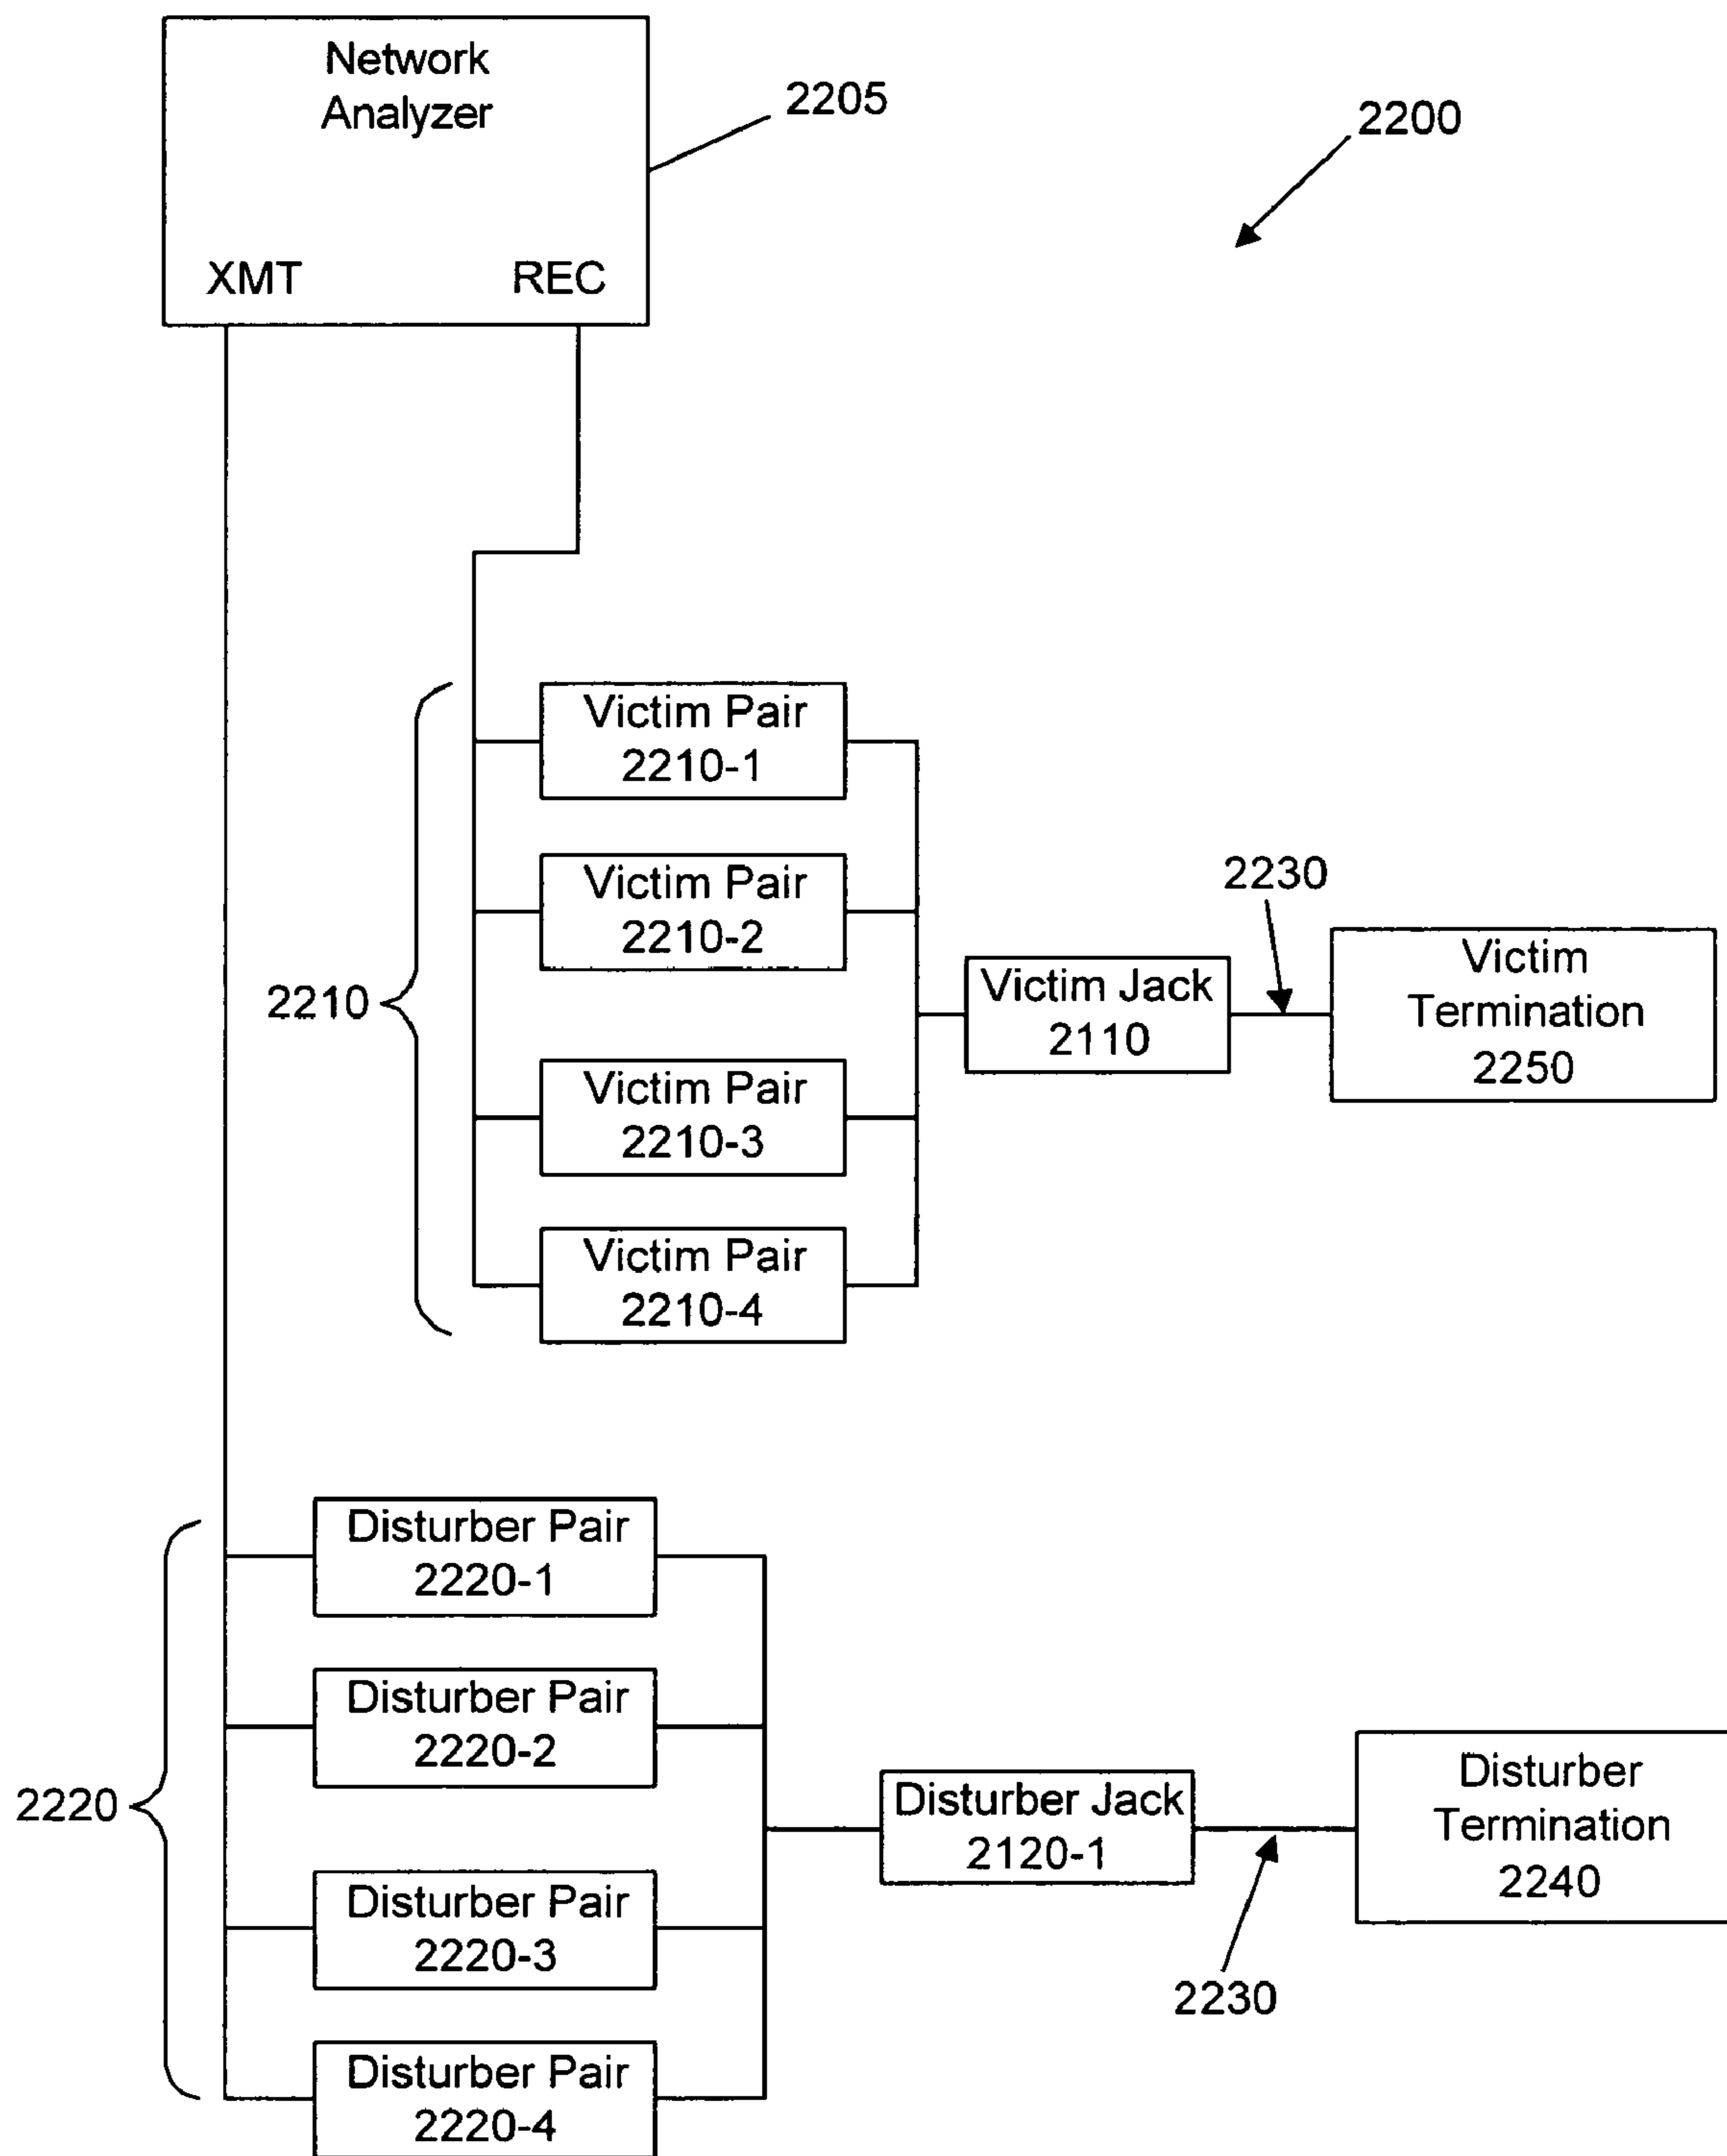 Network
Analyzer
2205
2200
XMT
REC
Victim Pair
2210-1
Victim Pair
2210-2
2230
2210
Victim Jack
2110
Victim
Termination
2250
Victim Pair
2210-3
Victim Pair
2210-4
Disturber Pair
2220-1
Disturber Pair
2220-2
2220
Disturber Jack
2120-1
Disturber
Termination
2240
Disturber Pair
2220-3
2230
Disturber Pair
2220-4